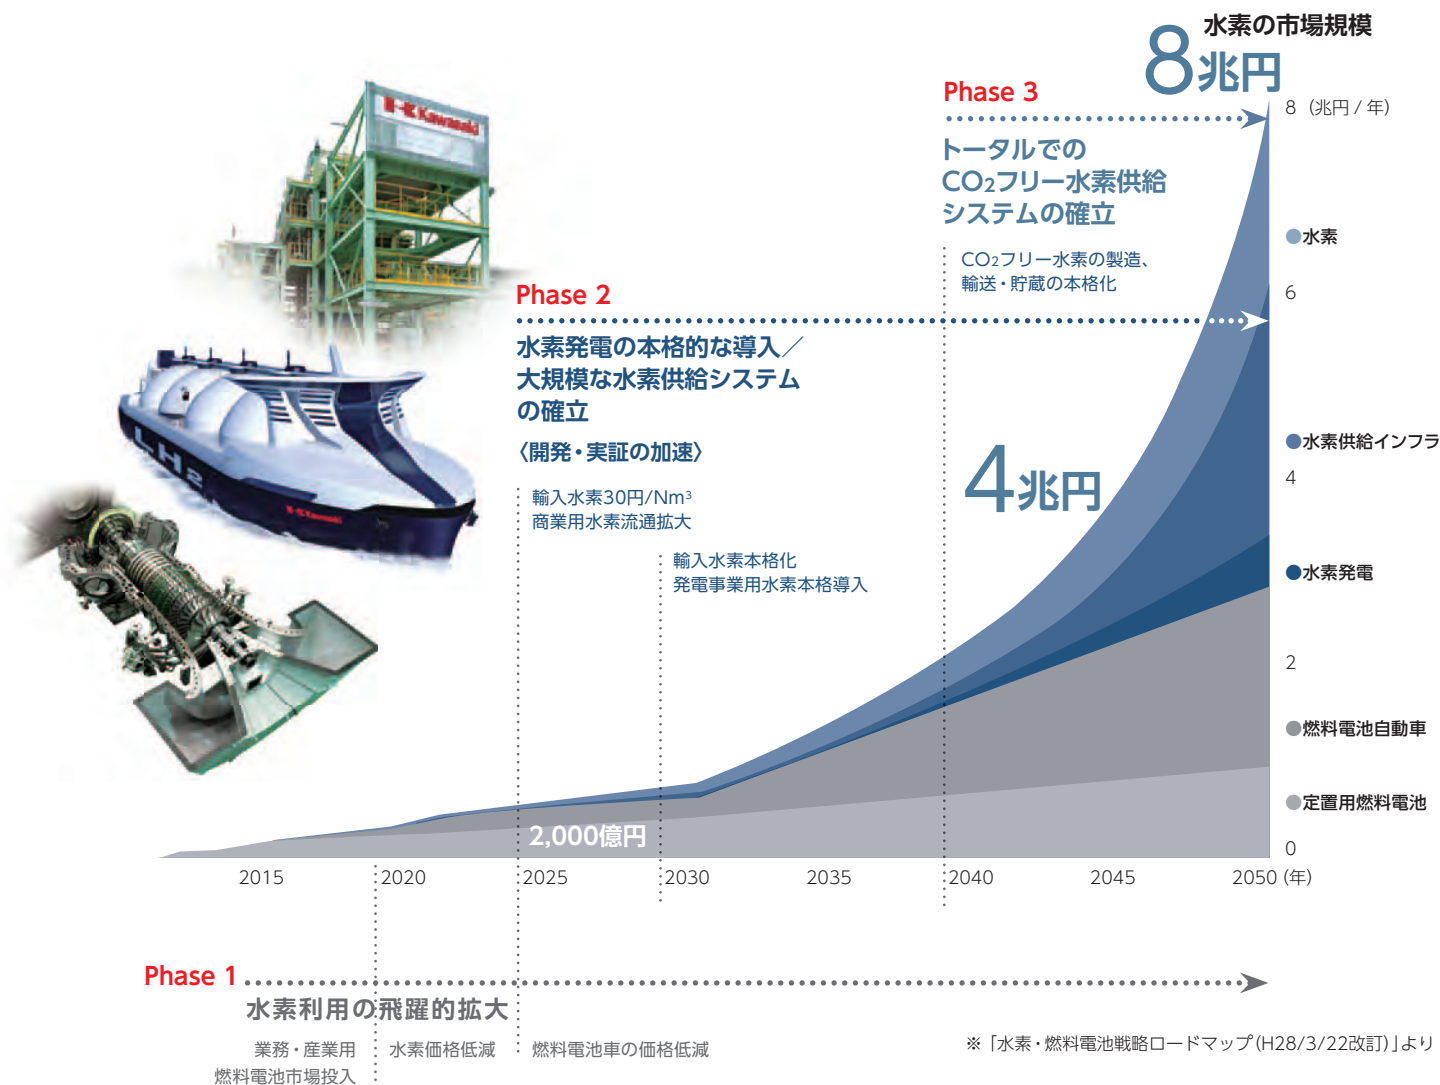 水素の市場規模
8兆円
8 (兆円 / 年)
Phase 3
トータルでの
CO2フリー水素供給
システムの確立
CO2フリー水素の製造、
輸送・貯蔵の本格化
Kawasaki
水素
6
Phase 2
水素発電の本格的な導入／
大規模な水素供給システム
の確立
〈開発・実証の加速〉
輸入水素30円/Nm³
商業用水素流通拡大
輸入水素本格化
発電事業用水素本格導入
4兆円
水素供給インフラ
4
LH2
Kawasaki
水素発電
2
燃料電池自動車
定置用燃料電池
2,000億円
0
2015
2020
2025
2030
2035
2040
2045
2050 (年)
Phase 1
水素利用の飛躍的拡大
業務・産業用
燃料電池市場投入
水素価格低減
燃料電池車の価格低減
※「水素・燃料電池戦略ロードマップ(H28/3/22改訂)」より